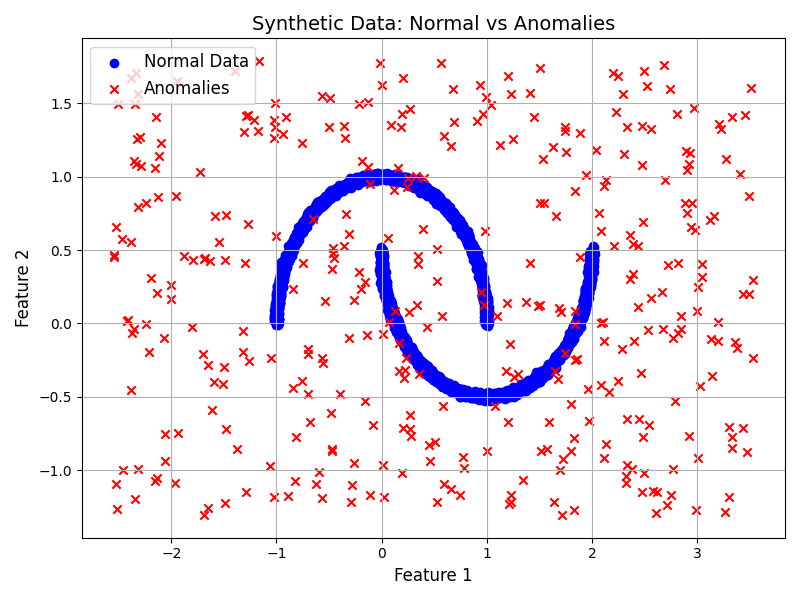 Synthetic Data: Normal vs Anomalies
Normal Data
Anomalies
Feature 2
1.5
1.0
0.5
0.0
−0.5
−1.0
−2
−1
0
1
2
3
Feature 1